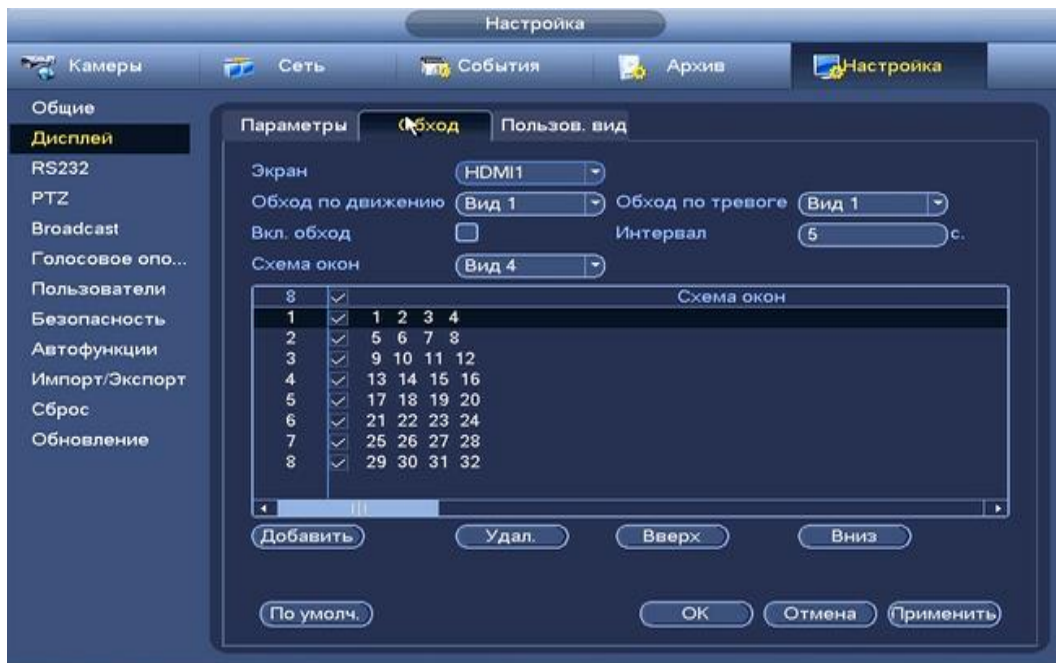 Настройка
Камеры Сеть События Архив Настройка
Общие
Дисплей
RS232
PTZ
Broadcast
Голосовое опо...
Пользователи
Безопасность
Автофункции
Импорт/Экспорт
Сброс
Обновление
Параметры Обход Пользов. вид
Экран HDMI1
Обход по движению Вид 1 Обход по тревоге Вид 1
Вкл. обход Интервал 5 с.
Схема окон Вид 4
8 Схема окон
1 1 2 3 4
2 5 6 7 8
3 9 10 11 12
4 13 14 15 16
5 17 18 19 20
6 21 22 23 24
7 25 26 27 28
8 29 30 31 32
Добавить Удал. Вверх Вниз
По умолч. OK Отмена Применить